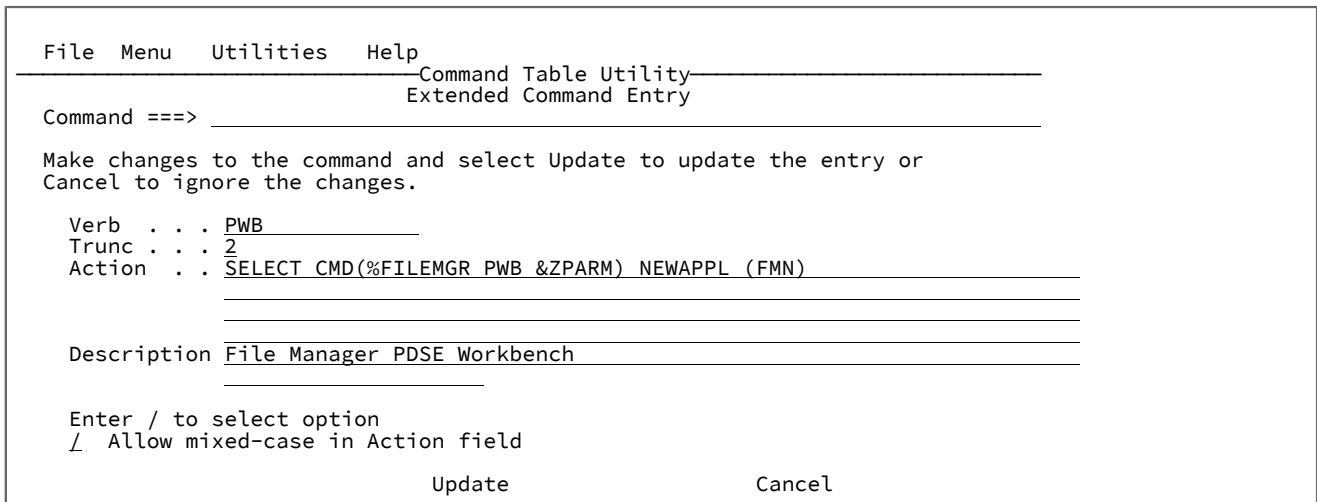 File Menu Utilities Help
Command Table Utility
Extended Command Entry
Command ===>
Make changes to the command and select Update to update the entry or
Cancel to ignore the changes.
Verb . . . PWB
Trunc . . . 2
Action . . SELECT CMD(%FILEMGR PWB &ZPARM) NEWAPPL (FMN)
Description File Manager PDSE Workbench
Enter / to select option
/ Allow mixed-case in Action field
Update Cancel